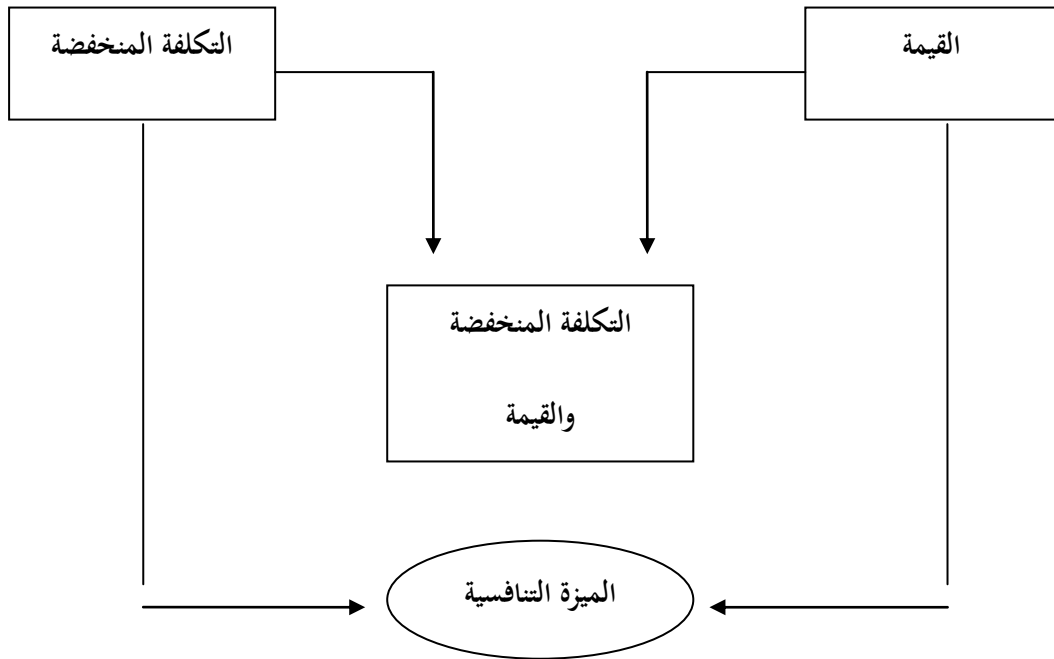 القيمة
التكلفة المنخفضة
التكلفة المنخفضة
والقيمة
الميزة التنافسية